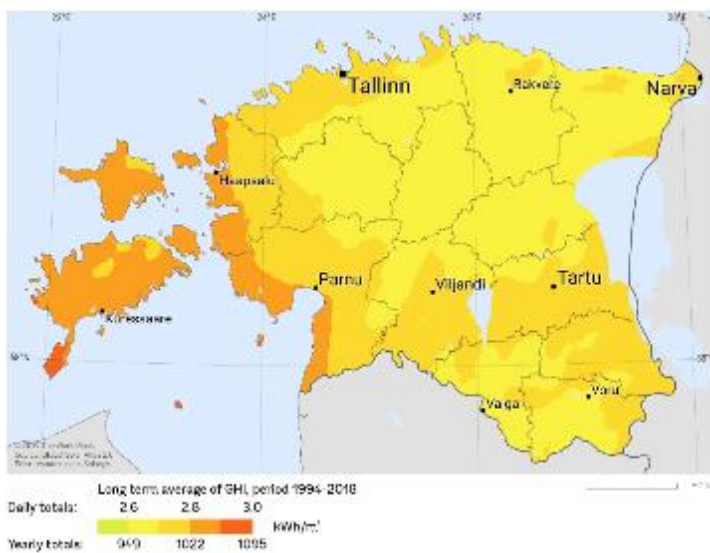 Tallinn
Rakvere
Narva
Haapsalu
Parnu
Viljandi
Tartu
Kuressaare
Valga
Voru
Long term average of GHI, period 1994-2018
Daily totals: 2.6 2.8 3.0
kWh/m²
Yearly totals: 949 1022 1095